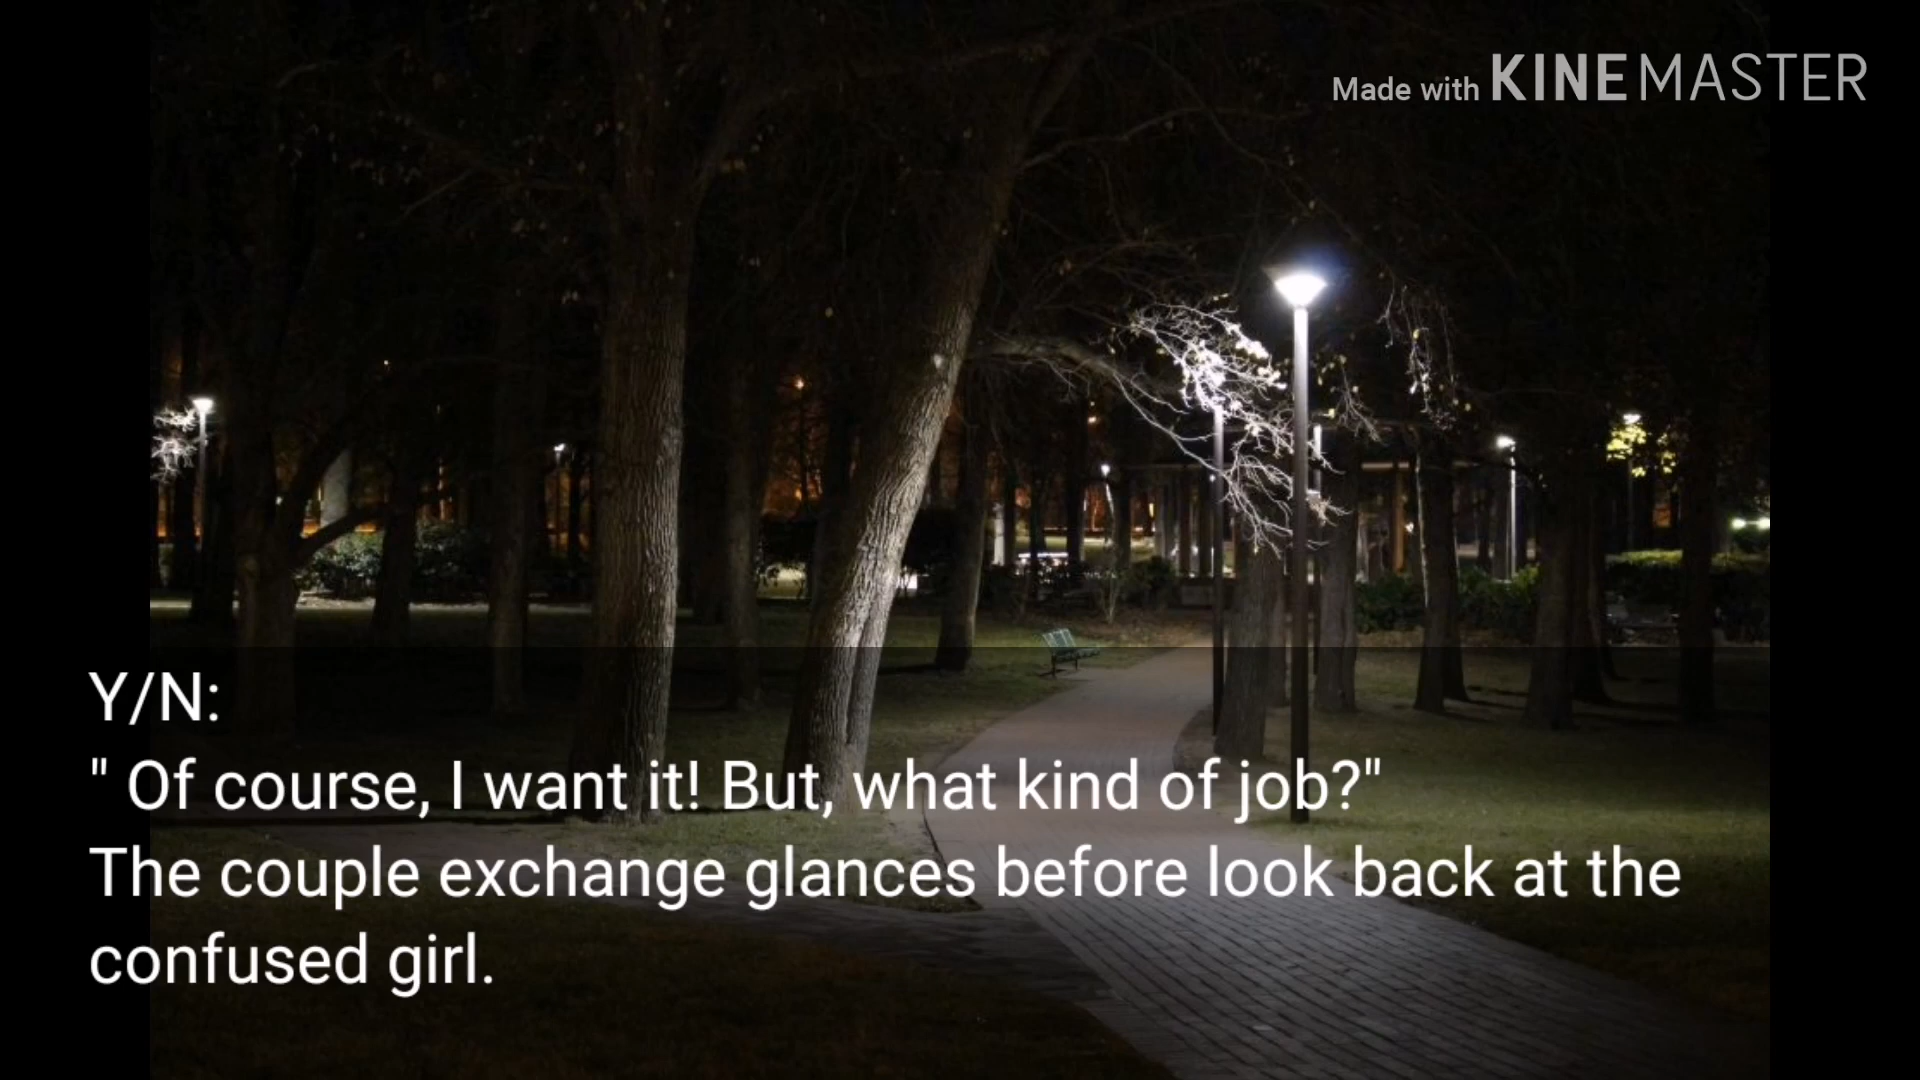 Made with KINEMASTER
Y/N:
" Of course, I want it! But, what kind of job?"
The couple exchange glances before look back at the
confused girl.